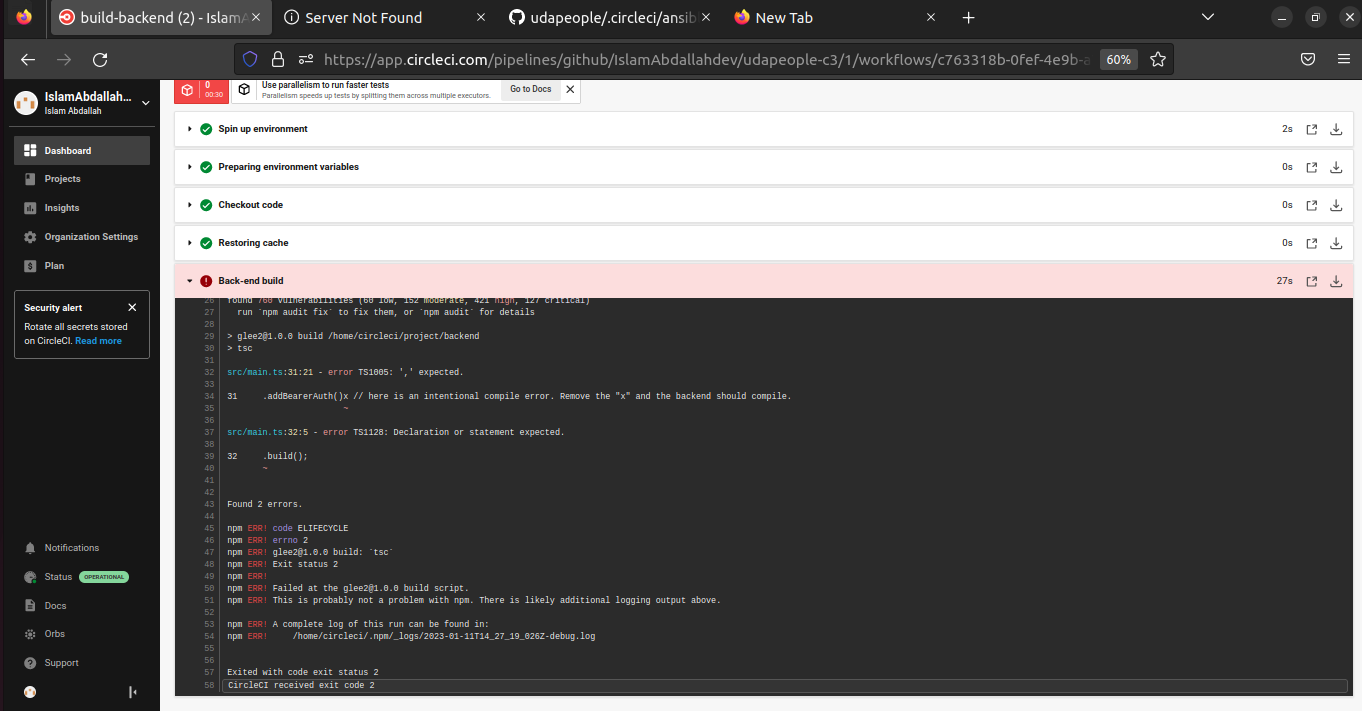 build-backend (2) - IslamA
Server Not Found
udapeople/.circleci/ansib
New Tab
https://app.circleci.com/pipelines/github/IslamAbdallahdev/udapeople-c3/1/workflows/c763318b-0fef-4e9b-a
60%
IslamAbdallah...
Islam Abdallah
Dashboard
Projects
Insights
Organization Settings
Plan
Security alert
Rotate all secrets stored
on CircleCI. Read more
Notifications
Status OPERATIONAL
Docs
Orbs
Support
0
00:30
Use parallelism to run faster tests
Parallelism speeds up tests by splitting them across multiple executors.
Go to Docs
Spin up environment 2s
Preparing environment variables 0s
Checkout code 0s
Restoring cache 0s
Back-end build 27s
26 found 760 vulnerabilities (60 low, 152 moderate, 421 high, 127 critical)
27 run `npm audit fix` to fix them, or `npm audit` for details
28
29 > glee2@1.0.0 build /home/circleci/project/backend
30 > tsc
31
32 src/main.ts:31:21 - error TS1005: ',' expected.
33
34 31 .addBearerAuth()x // here is an intentional compile error. Remove the "x" and the backend should compile.
35 ~
36
37 src/main.ts:32:5 - error TS1128: Declaration or statement expected.
38
39 32 .build();
40 ~
41
42
43 Found 2 errors.
44
45 npm ERR! code ELIFECYCLE
46 npm ERR! errno 2
47 npm ERR! glee2@1.0.0 build: `tsc`
48 npm ERR! Exit status 2
49 npm ERR!
50 npm ERR! Failed at the glee2@1.0.0 build script.
51 npm ERR! This is probably not a problem with npm. There is likely additional logging output above.
52
53 npm ERR! A complete log of this run can be found in:
54 npm ERR! /home/circleci/.npm/_logs/2023-01-11T14_27_19_026Z-debug.log
55
56
57 Exited with code exit status 2
58 CircleCI received exit code 2